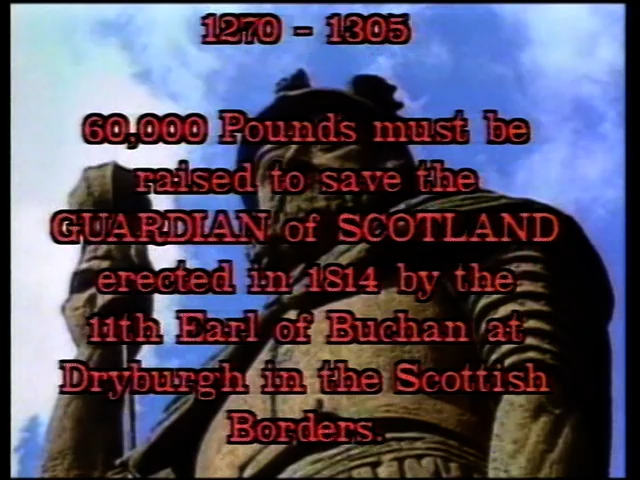 1270 - 1305
60,000 Pounds must be
raised to save the
GUARDIAN of SCOTLAND
erected in 1814 by the
11th Earl of Buchan at
Dryburgh in the Scottish
Borders.